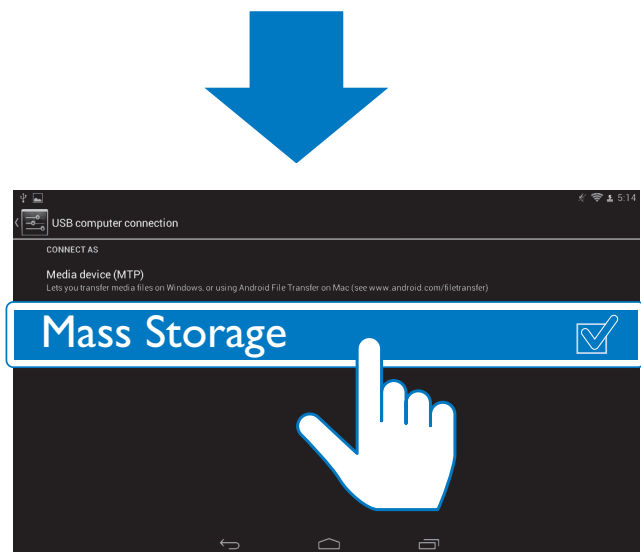 5:14
USB computer connection
CONNECT AS
Media device (MTP)
Lets you transfer media files on Windows, or using Android File Transfer on Mac (see www.android.com/filetransfer)
Mass Storage